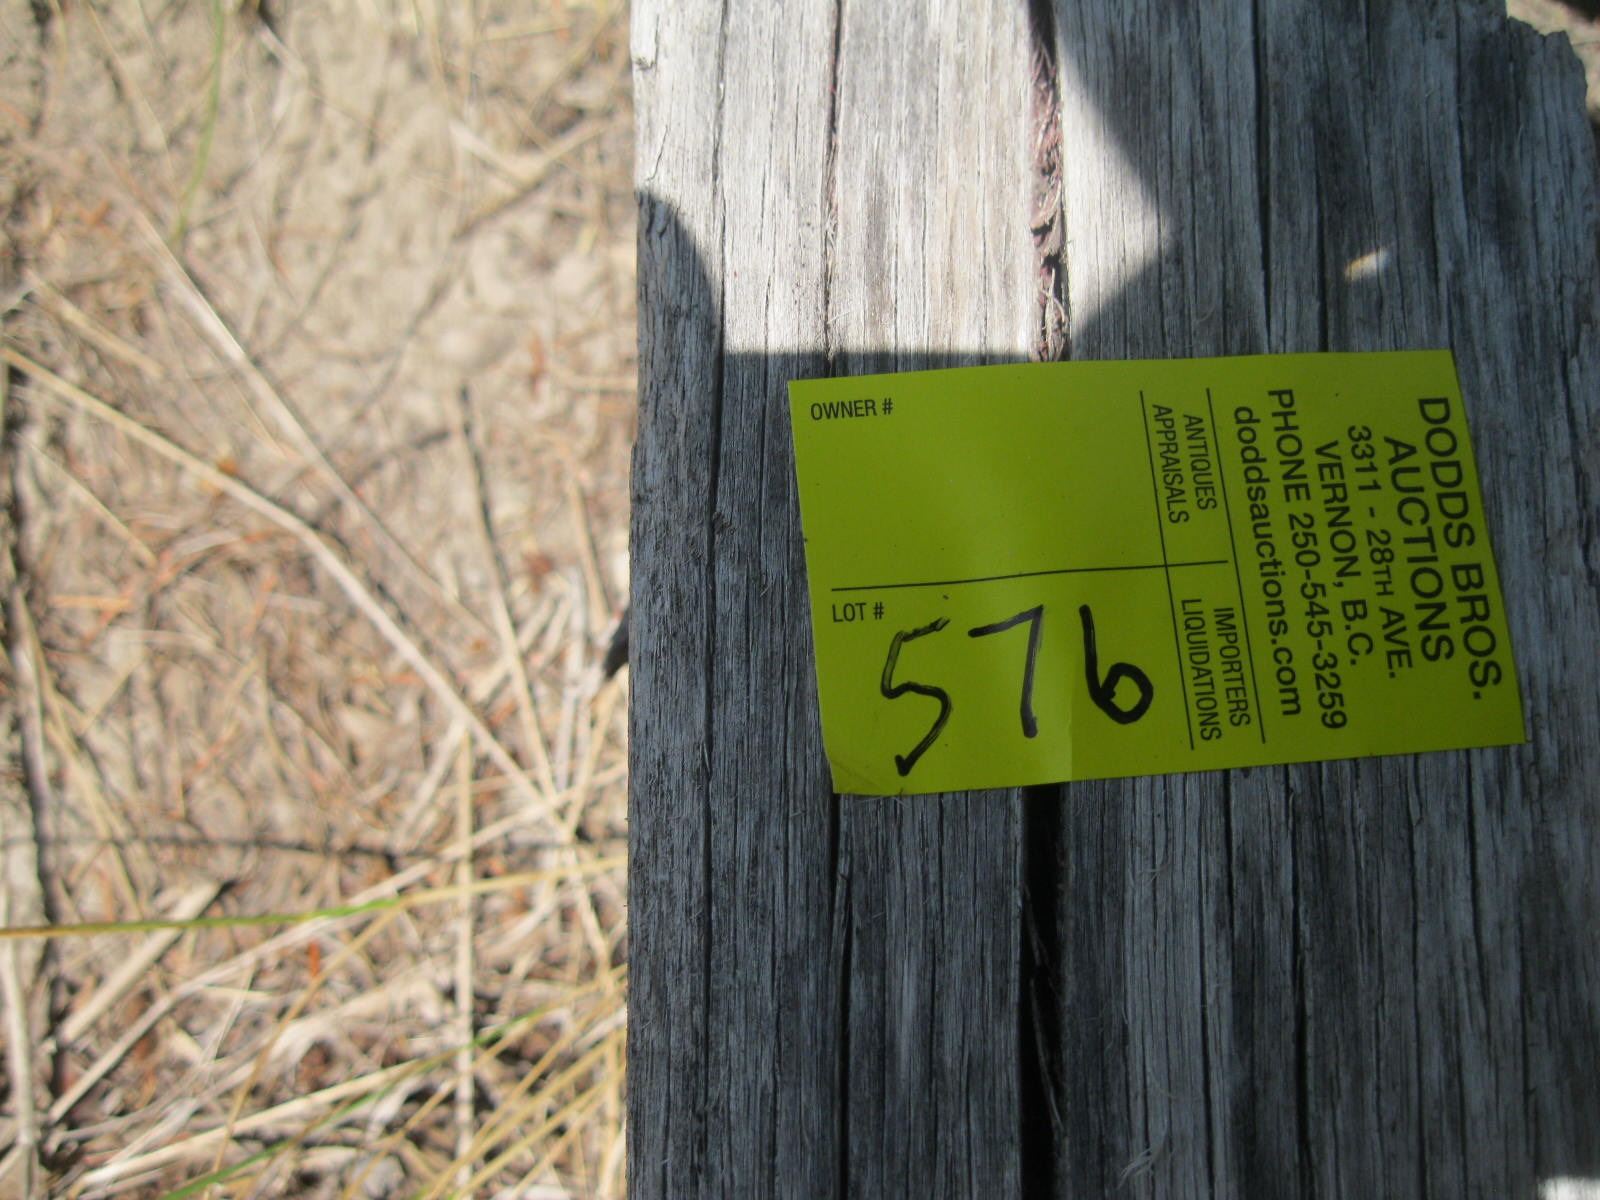 DODDS BROS.
AUCTIONS
3311 - 28TH AVE.
VERNON, B.C.
PHONE 250-545-3259
doddsauctions.com
ANTIQUES
APPRAISALS
IMPORTERS
LIQUIDATIONS
OWNER #
LOT #
576